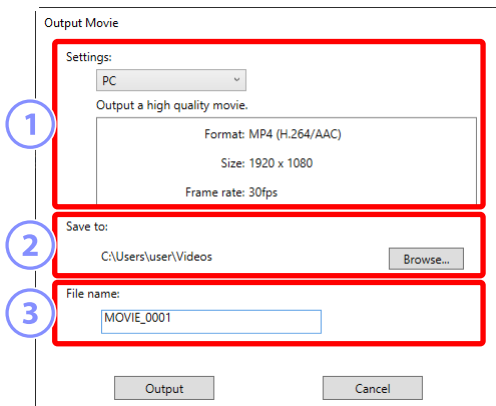 Output Movie
Settings:
PC
Output a high quality movie.
Format: MP4 (H.264/AAC)
Size: 1920 x 1080
Frame rate: 30fps
1
Save to:
C:\Users\user\Videos
Browse...
2
File name:
MOVIE_0001
3
Output Cancel